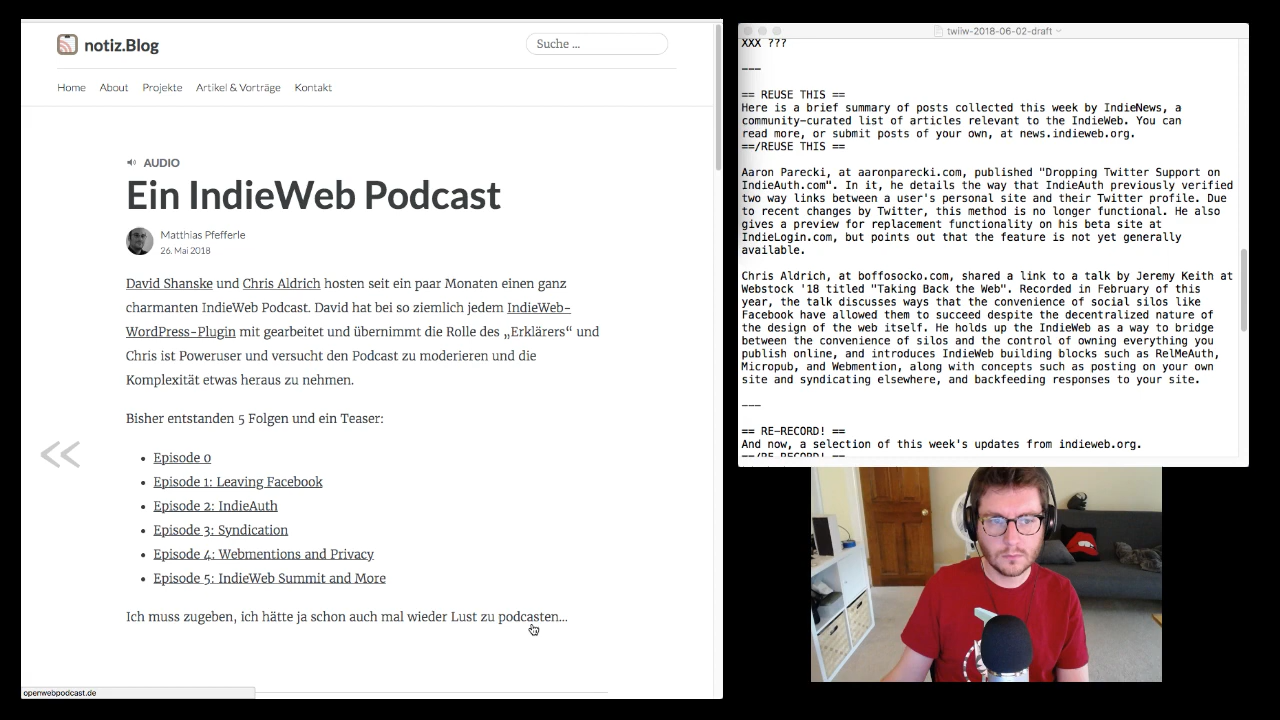 notiz.Blog
Suche ...
Home About Projekte Artikel & Vorträge Kontakt
AUDIO
Ein IndieWeb Podcast
Matthias Pfefferle
26. Mai 2018
David Shanske und Chris Aldrich hosten seit ein paar Monaten einen ganz
charmanten IndieWeb Podcast. David hat bei so ziemlich jedem IndieWeb-
WordPress-Plugin mit gearbeitet und übernimmt die Rolle des „Erklärers“ und
Chris ist Poweruser und versucht den Podcast zu moderieren und die
Komplexität etwas heraus zu nehmen.
Bisher entstanden 5 Folgen und ein Teaser:
Episode 0
Episode 1: Leaving Facebook
Episode 2: IndieAuth
Episode 3: Syndication
Episode 4: Webmentions and Privacy
Episode 5: IndieWeb Summit and More
Ich muss zugeben, ich hätte ja schon auch mal wieder Lust zu podcasten...
openwebpodcast.de
twiiw-2018-06-02-draft
XXX ???
---
== REUSE THIS ==
Here is a brief summary of posts collected this week by IndieNews, a
community-curated list of articles relevant to the IndieWeb. You can
read more, or submit posts of your own, at news.indieweb.org.
==/REUSE THIS ==
Aaron Parecki, at aaronparecki.com, published "Dropping Twitter Support on
IndieAuth.com". In it, he details the way that IndieAuth previously verified
two way links between a user's personal site and their Twitter profile. Due
to recent changes by Twitter, this method is no longer functional. He also
gives a preview for replacement functionality on his beta site at
IndieLogin.com, but points out that the feature is not yet generally
available.
Chris Aldrich, at boffosocko.com, shared a link to a talk by Jeremy Keith at
Webstock '18 titled "Taking Back the Web". Recorded in February of this
year, the talk discusses ways that the convenience of social silos like
Facebook have allowed them to succeed despite the decentralized nature of
the design of the web itself. He holds up the IndieWeb as a way to bridge
between the convenience of silos and the control of owning everything you
publish online, and introduces IndieWeb building blocks such as RelMeAuth,
Micropub, and Webmention, along with concepts such as posting on your own
site and syndicating elsewhere, and backfeeding responses to your site.
---
== RE-RECORD! ==
And now, a selection of this week's updates from indieweb.org.
==/RE-RECORD! ==